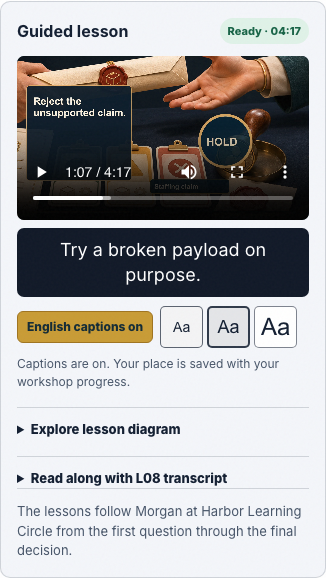 Guided lesson
Ready · 04:17
Reject the
unsupported claim.
HOLD
Staffing claim
1:07 / 4:17
Try a broken payload on
purpose.
English captions on
Aa
Aa
Aa
Captions are on. Your place is saved with your
workshop progress.
Explore lesson diagram
Read along with L08 transcript
The lessons follow Morgan at Harbor Learning
Circle from the first question through the final
decision.